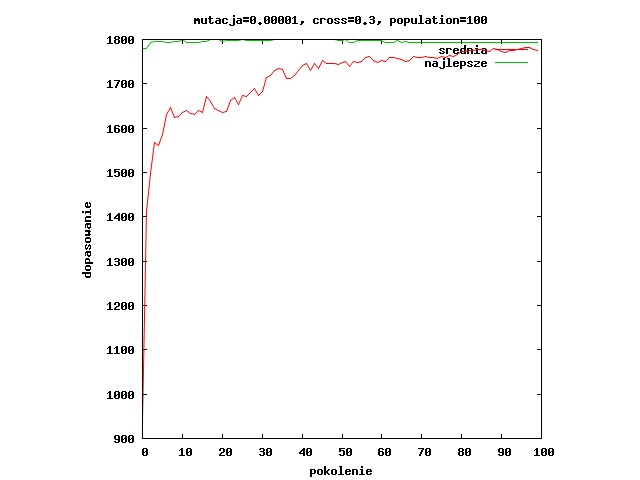 mutacja=0.00001, cross=0.3, population=100
1800
srednia
najlepsze
1700
1600
1500
1400
1300
dopasowanie
1200
1100
1000
900
0 10 20 30 40 50 60 70 80 90 100
pokolenie